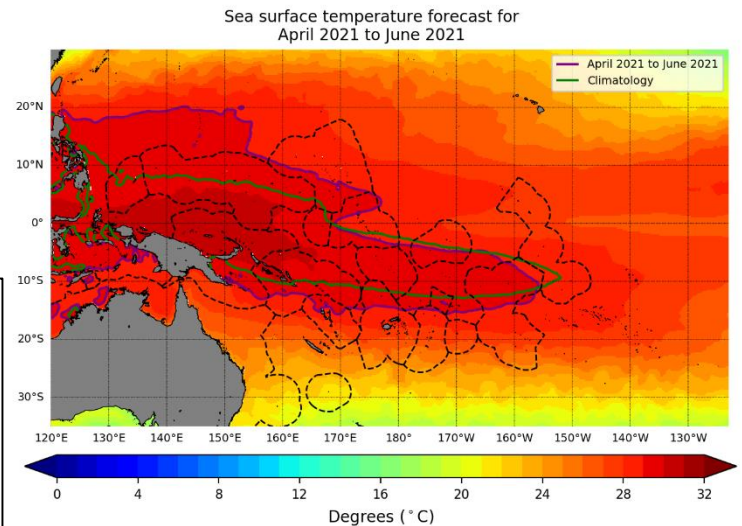 Sea surface temperature forecast for
April 2021 to June 2021
April 2021 to June 2021
Climatology
20°N
10°N
0°
10°S
20°S
30°S
120°E 130°E 140°E 150°E 160°E 170°E 180° 170°W 160°W 150°W 140°W 130°W
0 4 8 12 16 20 24 28 32
Degrees (°C)